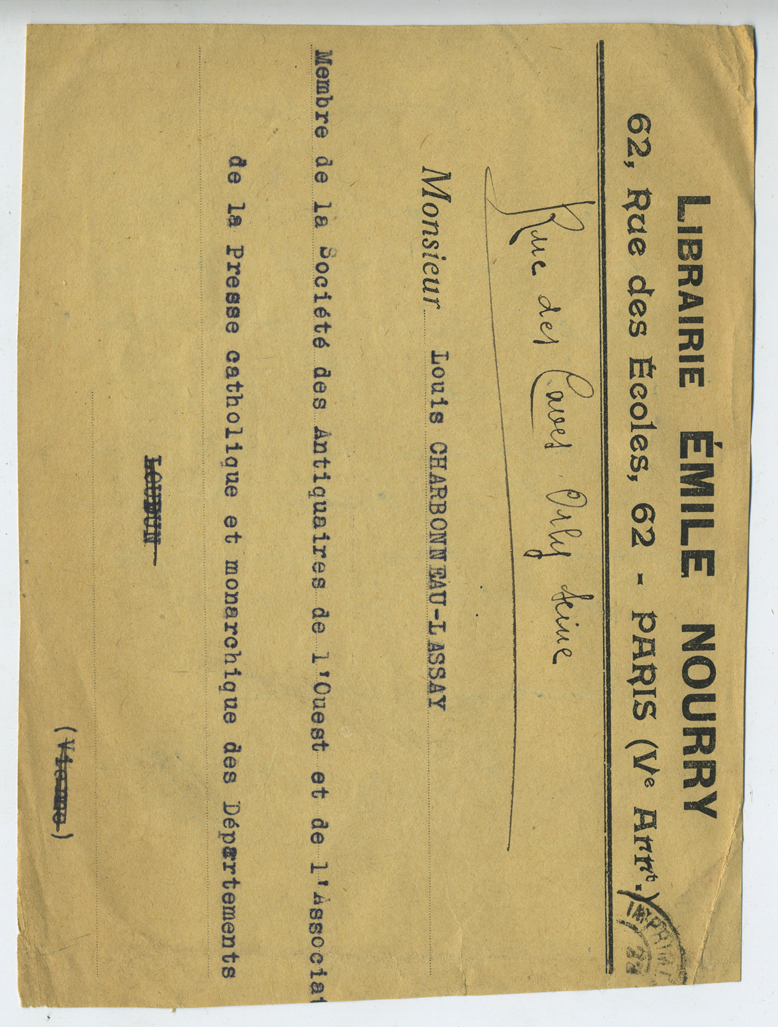 LIBRAIRIE ÉMILE NOURRY
62, Rue des Écoles, 62 - PARIS (Ve Arrt.)
IMPRIMÉ
Rue des Caves Orly Seine
Monsieur Louis CHARBONNEAU-LASSAY
Membre de la Société des Antiquaires de l'Ouest et de l'Associat
de la Presse catholique et monarchique des Départements
LOUDUN
(Vienne)